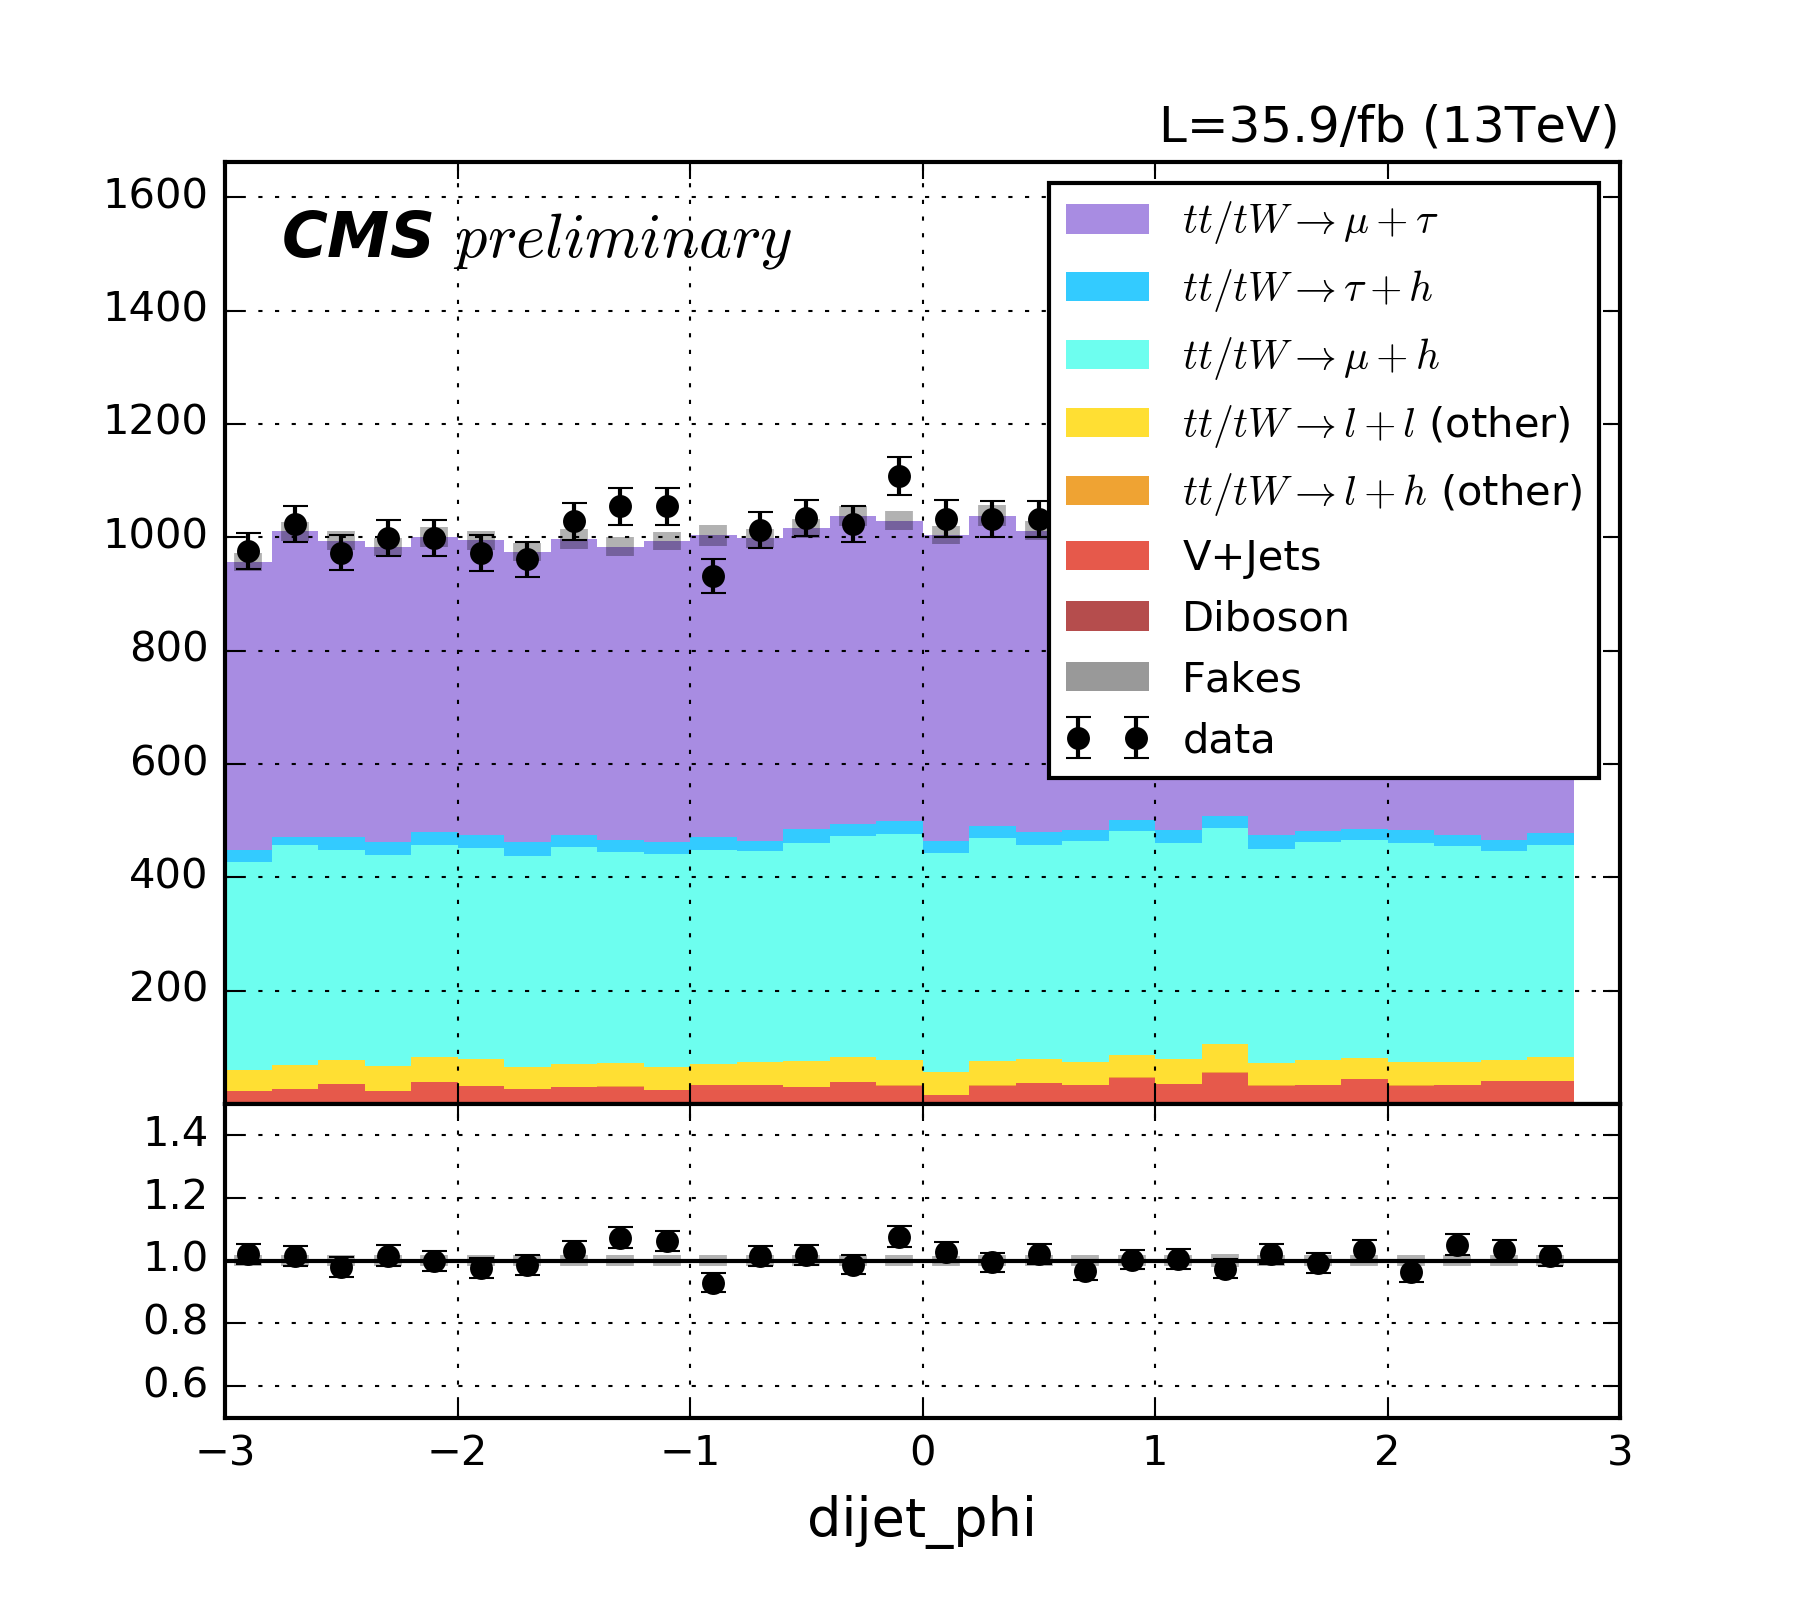 L=35.9/fb (13TeV)
CMS preliminary
1600
1400
1200
1000
800
600
400
200
tt/tW→μ+τ
tt/tW→τ+h
tt/tW→μ+h
tt/tW→l+l (other)
tt/tW→l+h (other)
V+Jets
Diboson
Fakes
data
1.4
1.2
1.0
0.8
0.6
−3 −2 −1 0 1 2 3
dijet_phi